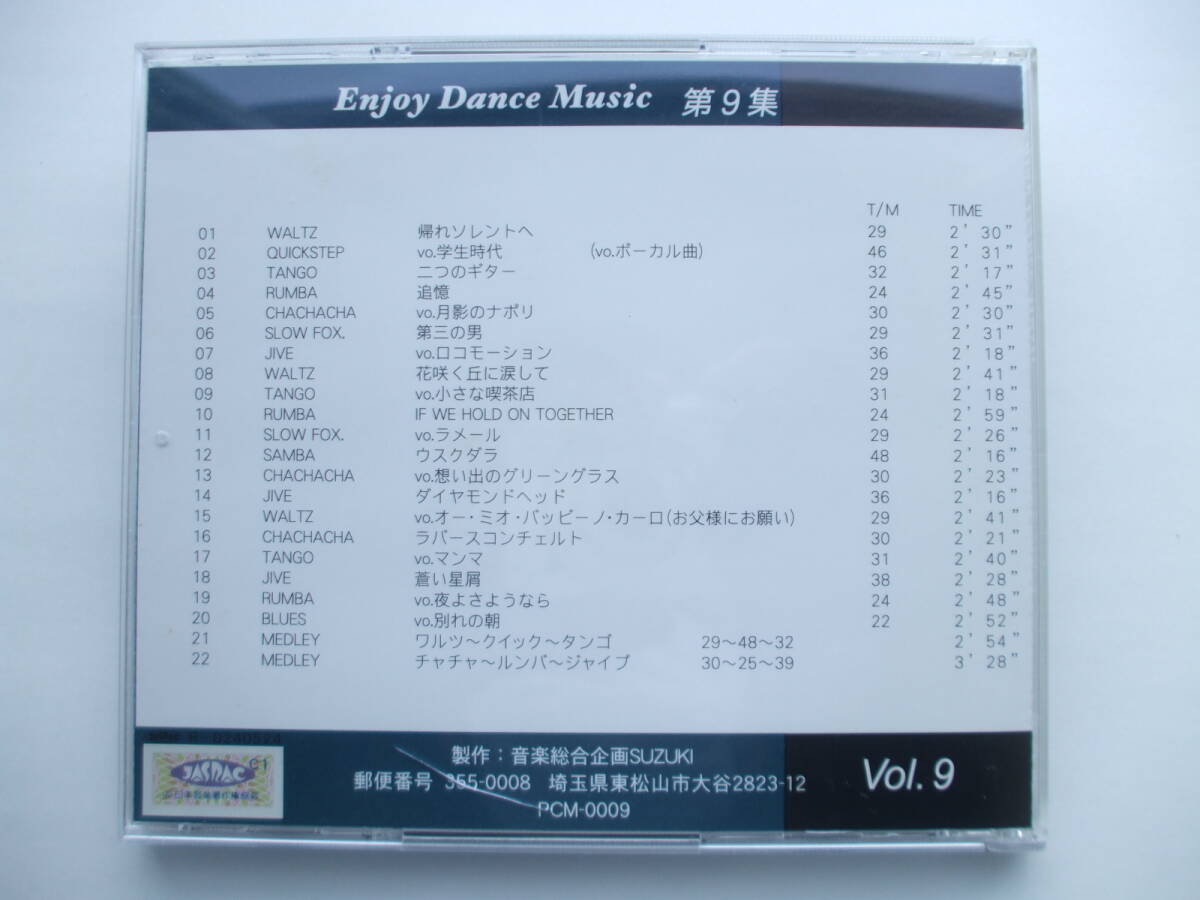 Enjoy Dance Music 第9集
T/M TIME
01 WALTZ 帰れソレントへ 29 2’ 30”
02 QUICKSTEP vo.学生時代 (vo.ボーカル曲) 46 2’ 31”
03 TANGO 二つのギター 32 2’ 17”
04 RUMBA 追憶 24 2’ 45”
05 CHACHACHA vo.月影のナポリ 30 2’ 30”
06 SLOW FOX. 第三の男 29 2’ 31”
07 JIVE vo.ロコモーション 36 2’ 18”
08 WALTZ 花咲く丘に涙して 29 2’ 41”
09 TANGO vo.小さな喫茶店 31 2’ 18”
10 RUMBA IF WE HOLD ON TOGETHER 24 2’ 59”
11 SLOW FOX. vo.ラメール 29 2’ 26”
12 SAMBA ウスクダラ 48 2’ 16”
13 CHACHACHA vo.想い出のグリーングラス 30 2’ 23”
14 JIVE ダイヤモンドヘッド 36 2’ 16”
15 WALTZ vo.オー・ミオ・バッビーノ・カーロ(お父様にお願い) 29 2’ 41”
16 CHACHACHA ラバースコンチェルト 30 2’ 21”
17 TANGO vo.マンマ 31 2’ 40”
18 JIVE 蒼い星屑 38 2’ 28”
19 RUMBA vo.夜よさようなら 24 2’ 48”
20 BLUES vo.別れの朝 22 2’ 52”
21 MEDLEY ワルツ〜クイック〜タンゴ 29〜48〜32 2’ 54”
22 MEDLEY チャチャ〜ルンバ〜ジャイブ 30〜25〜39 3’ 28”
R-0240524
JASRAC C1
製作：音楽総合企画SUZUKI
郵便番号 355-0008 埼玉県東松山市大谷2823-12
PCM-0009
Vol. 9